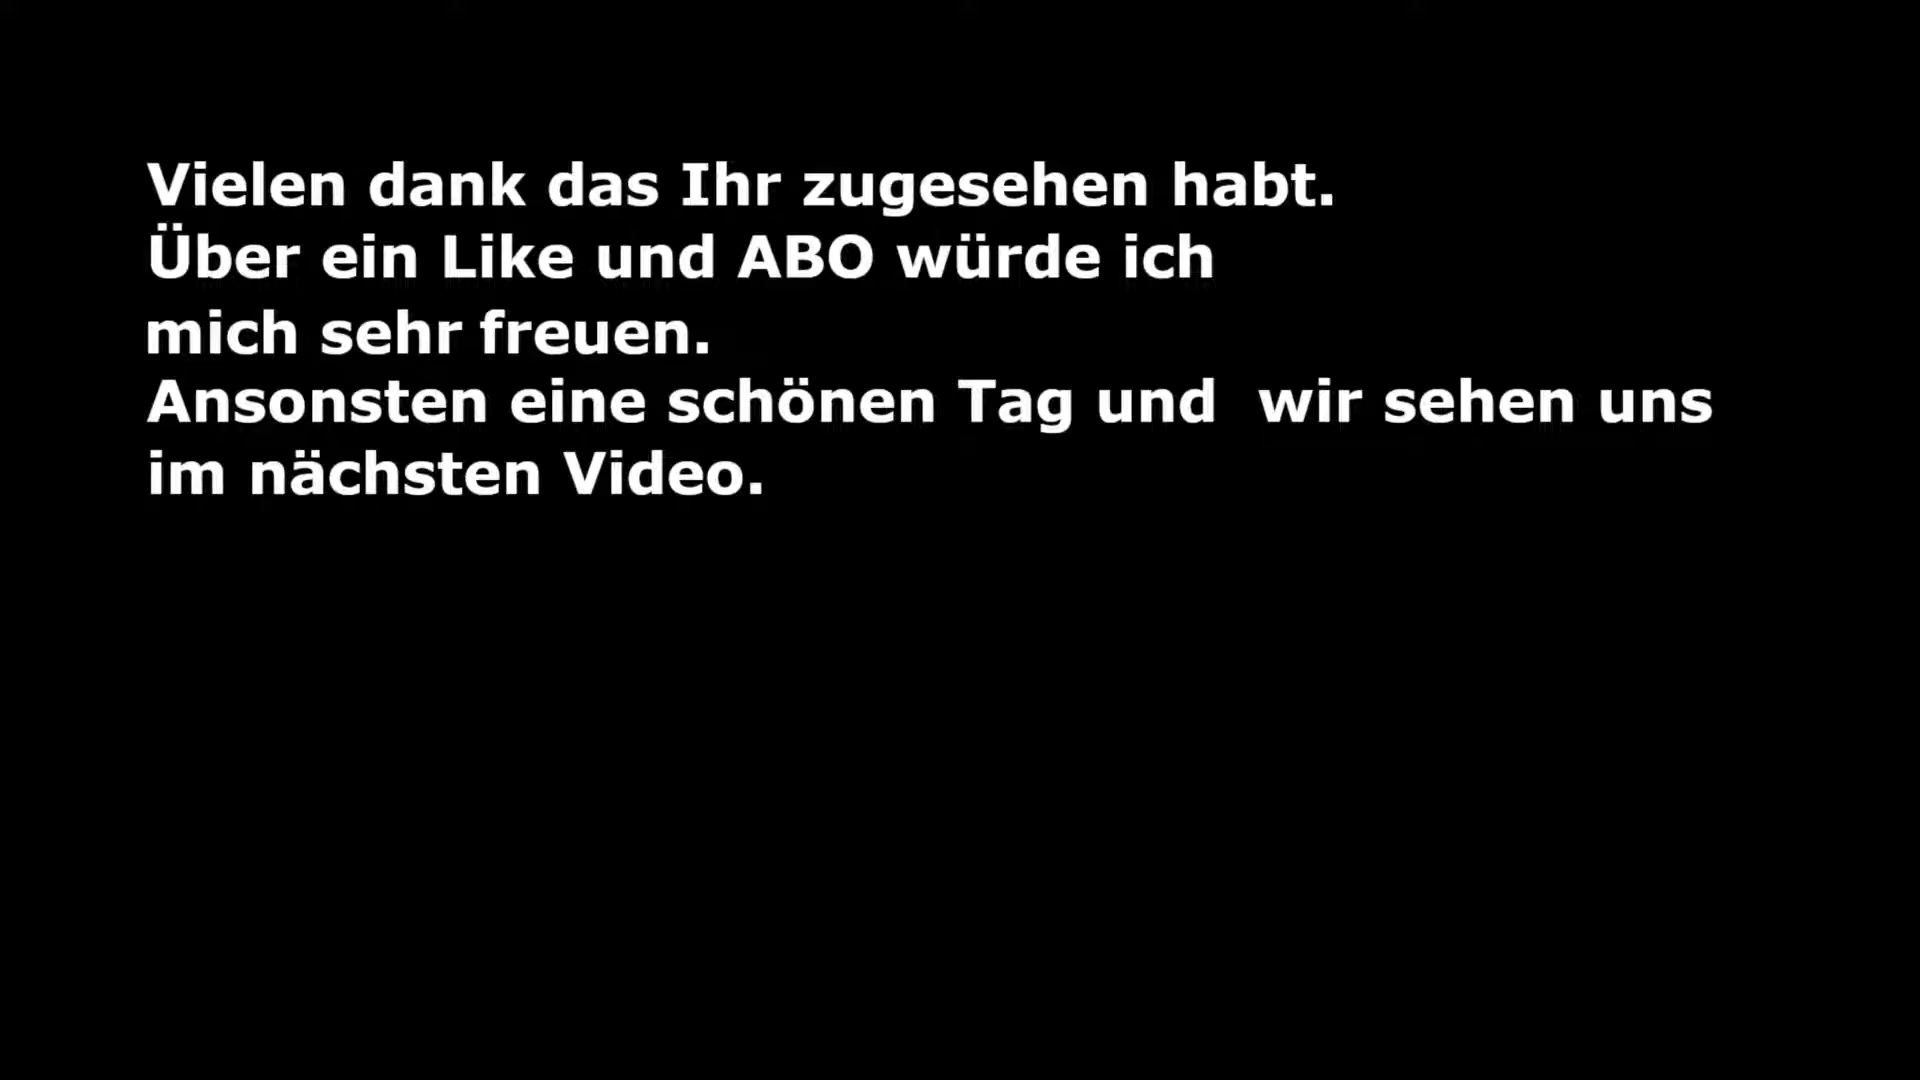 Vielen dank das Ihr zugesehen habt.
Über ein Like und ABO würde ich
mich sehr freuen.
Ansonsten eine schönen Tag und  wir sehen uns
im nächsten Video.